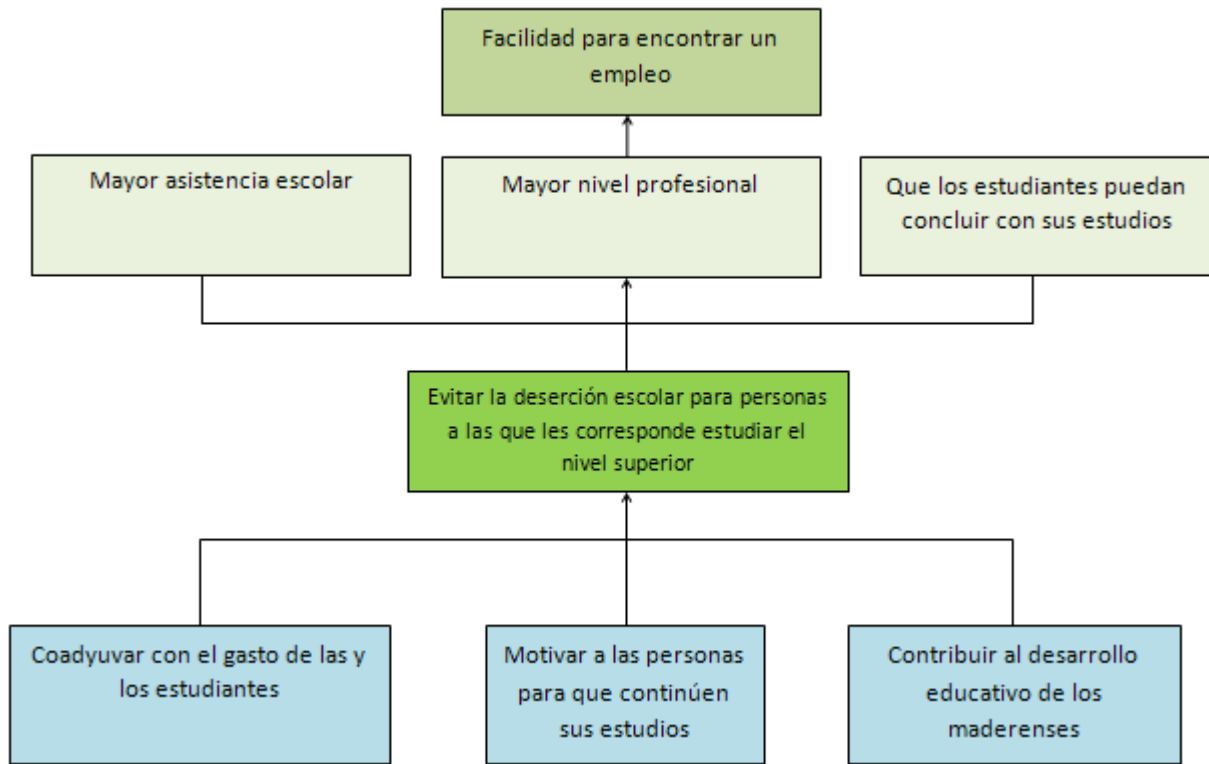 Facilidad para encontrar un
empleo
Mayor asistencia escolar
Mayor nivel profesional
Que los estudiantes puedan
concluir con sus estudios
Evitar la deserción escolar para personas
a las que les corresponde estudiar el
nivel superior
Coadyuvar con el gasto de las y
los estudiantes
Motivar a las personas
para que continúen
sus estudios
Contribuir al desarrollo
educativo de los
maderenses